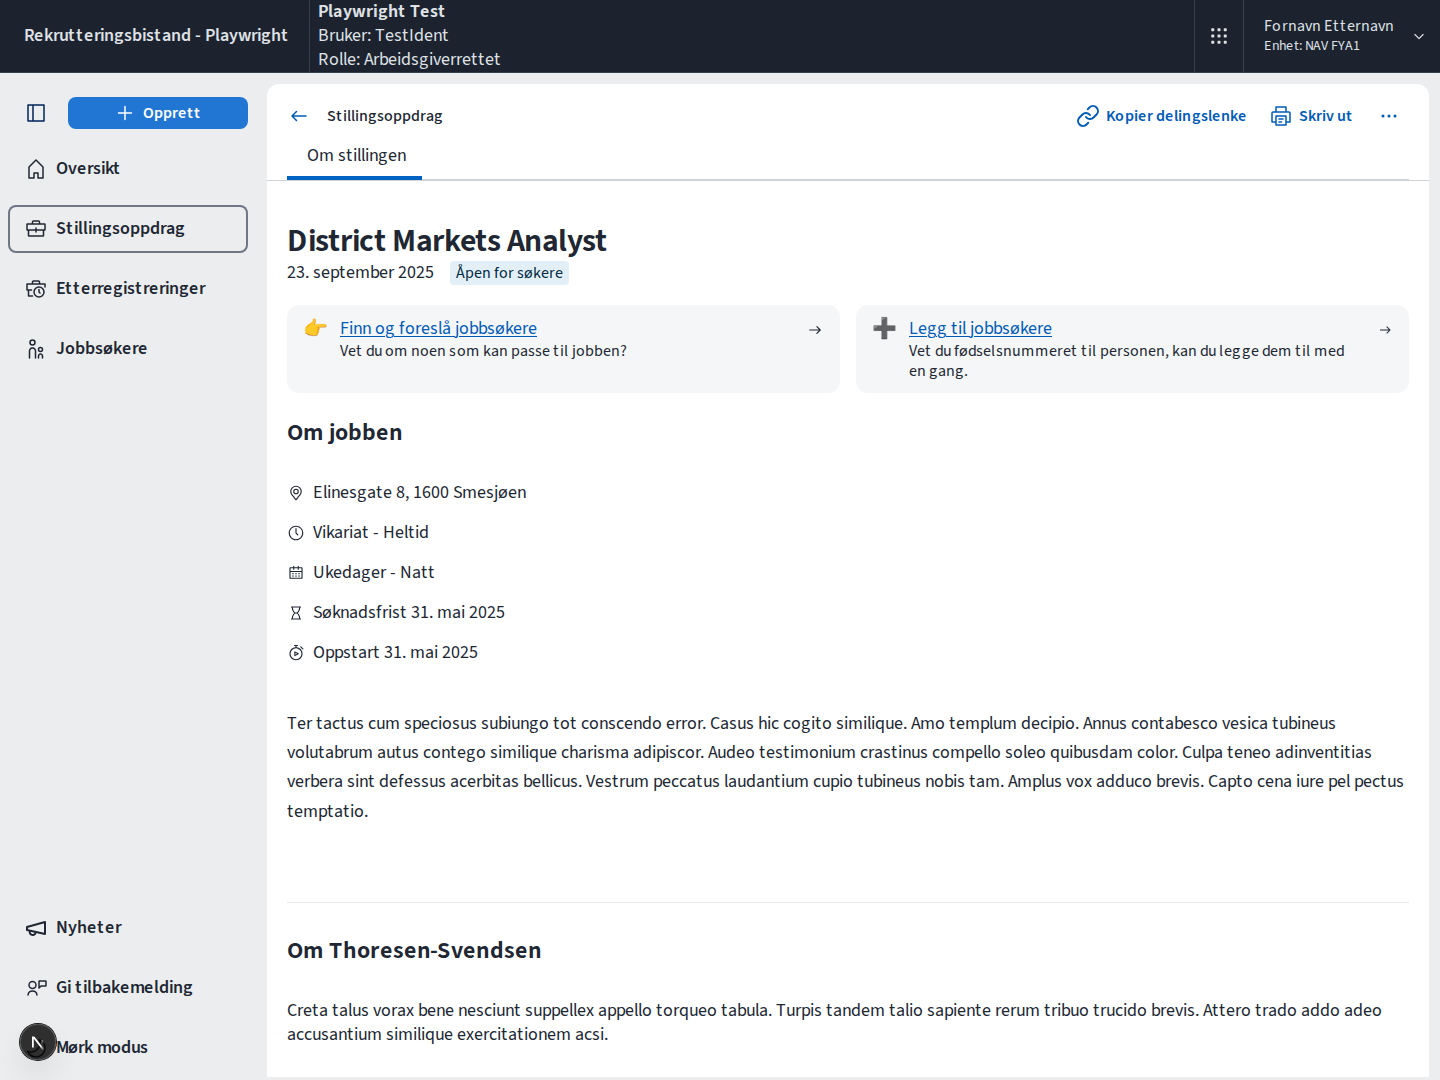 Rekrutteringsbistand - Playwright
Playwright Test
Bruker: TestIdent
Rolle: Arbeidsgiverrettet
Fornavn Etternavn
Enhet: NAV FYA1
Opprett
Oversikt
Stillingsoppdrag
Etterregistreringer
Jobbsøkere
Nyheter
Gi tilbakemelding
Mørk modus
Stillingsoppdrag
Kopier delingslenke
Skriv ut
Om stillingen
District Markets Analyst
23. september 2025
Åpen for søkere
Finn og foreslå jobbsøkere
Vet du om noen som kan passe til jobben?
Legg til jobbsøkere
Vet du fødselsnummeret til personen, kan du legge dem til med
en gang.
Om jobben
Elinesgate 8, 1600 Smesjøen
Vikariat - Heltid
Ukedager - Natt
Søknadsfrist 31. mai 2025
Oppstart 31. mai 2025
Ter tactus cum speciosus subiungo tot conscendo error. Casus hic cogito similique. Amo templum decipio. Annus contabesco vesica tubineus
volutabrum autus contego similique charisma adipiscor. Audeo testimonium crastinus compello soleo quibusdam color. Culpa teneo adinventitias
verbera sint defessus acerbitas bellicus. Vestrum peccatus laudantium cupio tubineus nobis tam. Amplus vox adduco brevis. Capto cena iure pel pectus
temptatio.
Om Thoresen-Svendsen
Creta talus vorax bene nesciunt suppellex appello torqueo tabula. Turpis tandem talio sapiente rerum tribuo trucido brevis. Attero trado addo adeo
accusantium similique exercitationem acsi.